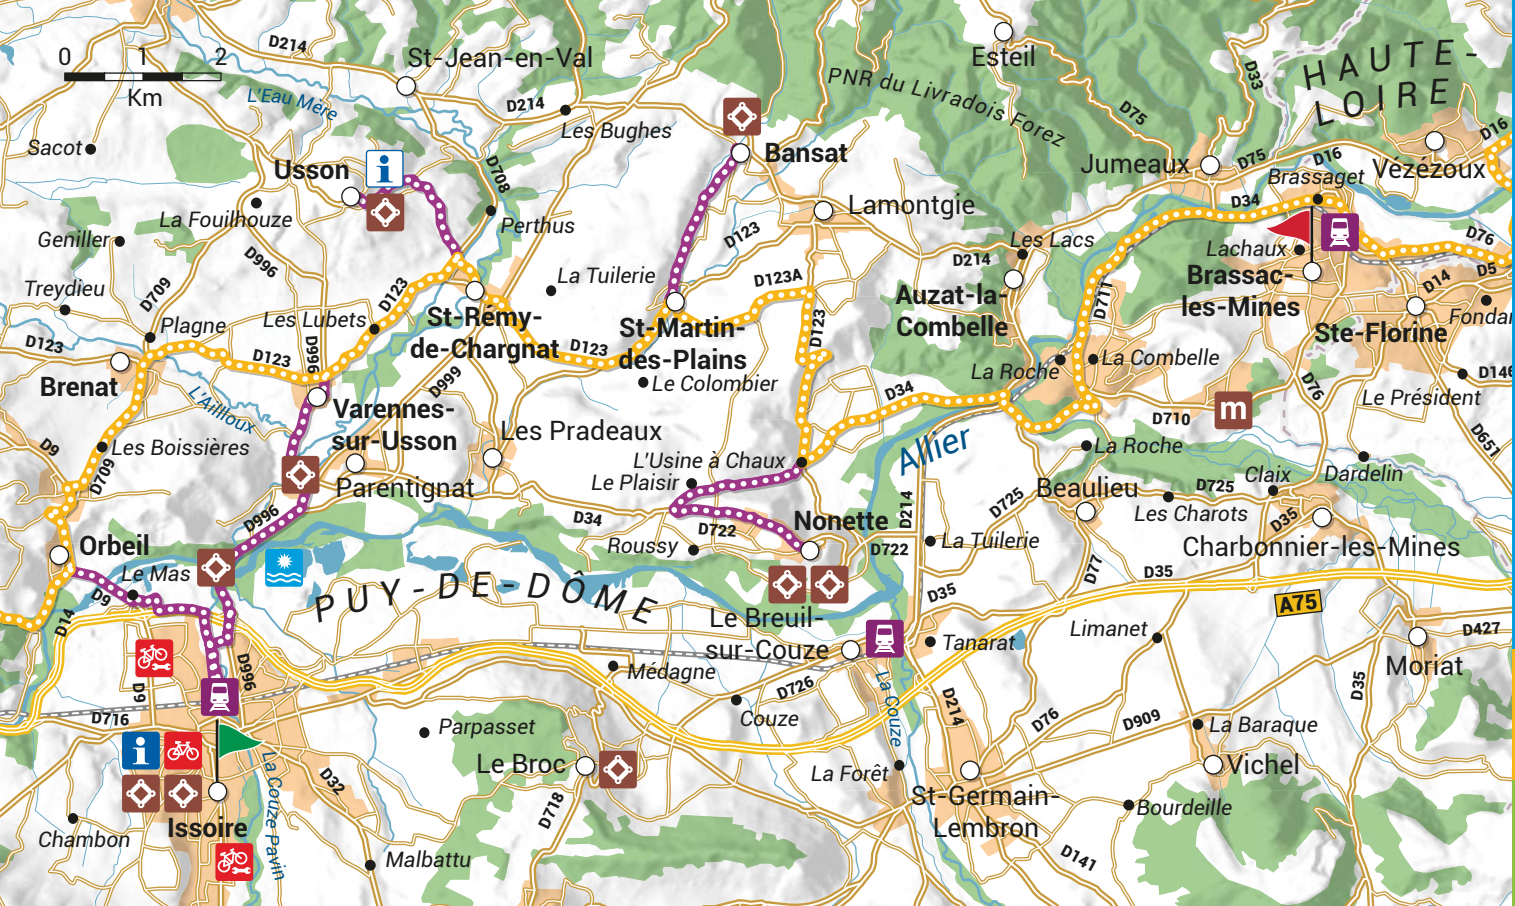 0 1 2
Km
D214
St-Jean-en-Val
L'Eau Mère
D214
Les Bughes
Sacot
Usson
i
D708
Bansat
PNR du Livradois Forez
Esteil
D75
D33
HAUTE-
LOIRE
D16
Jumeaux
D75
D16
Vézézoux
Brassaget
La Fouilhouze
Perthus
Lamontgie
D34
Geniller
D996
D123
Les Lacs
D214
Lachaux
D76
Treydieu
D709
La Tuilerie
D123A
Auzat-la-
Combelle
D711
Brassac-
les-Mines
D14
D5
D123
Plagne
Les Lubets
D123
St-Rémy-
de-Chargnat
St-Martin-
des-Plains
D123
Ste-Florine
Fondar
D123
D996
D123
Brenat
D999
Le Colombier
La Roche
La Combelle
D76
D146
Le Président
L'Ailloux
Varennes-
sur-Usson
D34
D710
m
D651
D9
Les Boissières
Les Pradeaux
Allier
La Roche
D709
L'Usine à Chaux
Le Plaisir
Parentignat
Beaulieu
Claix
Dardelin
D725
D725
Les Charots
D996
D34
D722
Nonette
D214
D35
Charbonnier-les-Mines
Orbeil
Roussy
D722
La Tuilerie
Le Mas
D9
PUY-DE-DÔME
D77
D35
D35
A75
D14
Le Breuil-
sur-Couze
Tanarat
Limanet
D427
Moriat
D996
D9
Médagne
D726
La Couze
D214
D35
D716
Couze
D76
D909
La Baraque
Parpasset
i
Le Broc
La Forêt
Vichel
La Couze Pavin
D32
St-Germain-
Lembron
Bourdeille
D718
Chambon
Issoire
Malbattu
D141